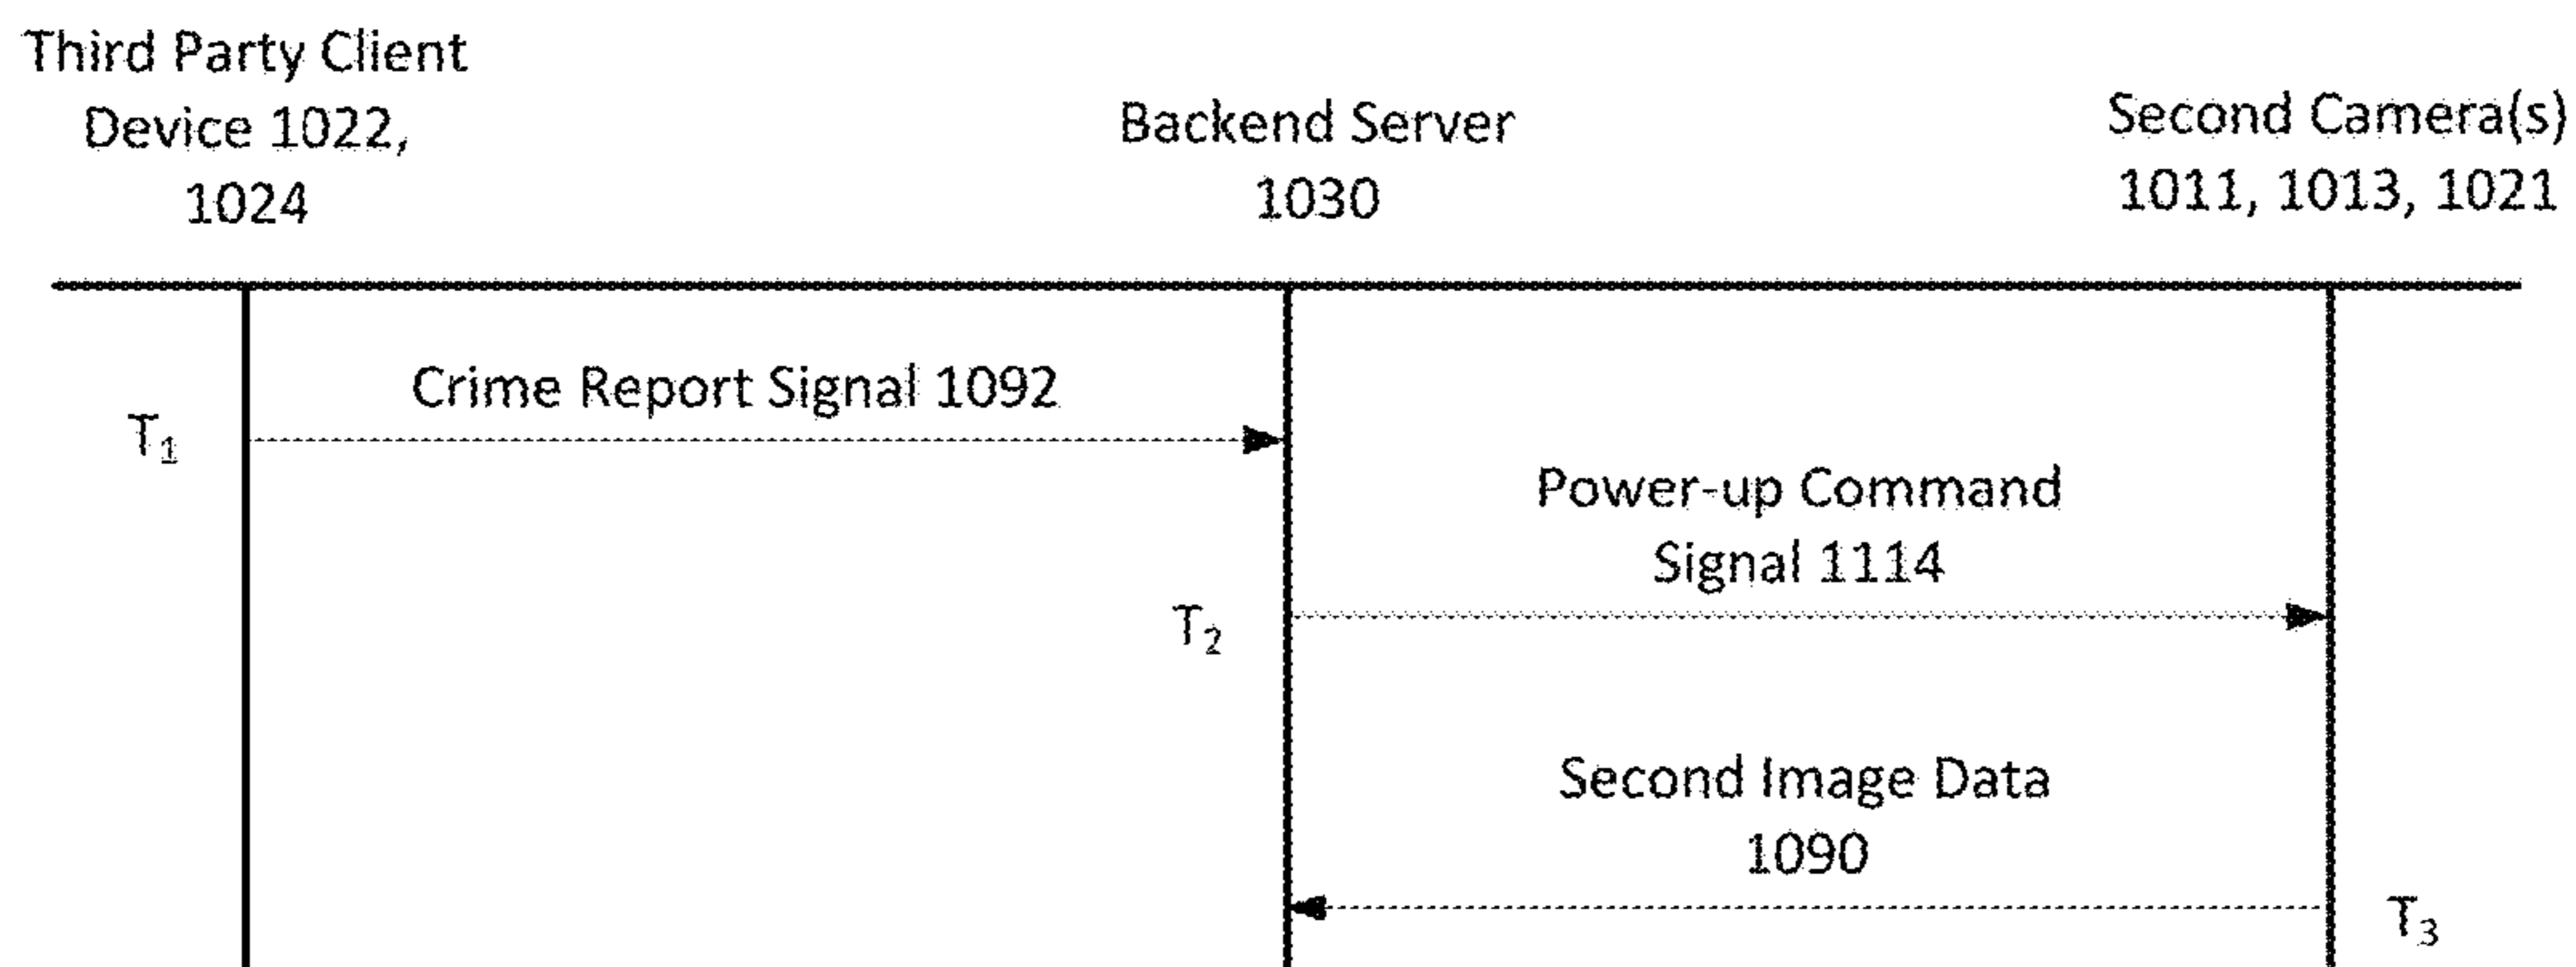 Third Party Client
Device 1022,
1024
Backend Server
1030
Second Camera(s)
1011, 1013, 1021
Crime Report Signal 1092
T₁
Power-up Command
Signal 1114
T₂
Second Image Data
1090
T₃